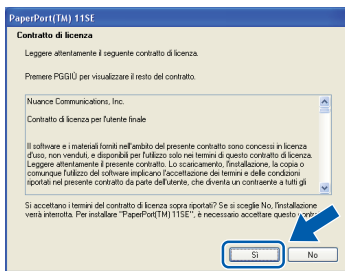 PaperPort(TM) 11SE
Contratto di licenza
Leggere attentamente il seguente contratto di licenza.
Premere PGGIÙ per visualizzare il resto del contratto.
Nuance Communications, Inc.
Contratto di licenza per l'utente finale
Il software e i materiali forniti nell'ambito del presente contratto sono concessi in licenza
d'uso, non venduti, e disponibili per l'utilizzo solo nei termini di questo contratto di licenza.
Leggere attentamente il presente contratto. Lo scaricamento, l'installazione, la copia o
comunque l'utilizzo del software implicano l'accettazione dei termini e delle condizioni
riportati nel presente contratto da parte dell'utente, che diventa un contraente a tutti gli
Si accettano i termini del contratto di licenza sopra riportati? Se si sceglie No, l'installazione
verrà interrotta. Per installare "PaperPort(TM) 11SE", è necessario accettare questo
Sì
No